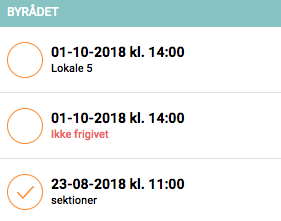 BYRÅDET
01-10-2018 kl. 14:00
Lokale 5
01-10-2018 kl. 14:00
Ikke frigivet
23-08-2018 kl. 11:00
sektioner